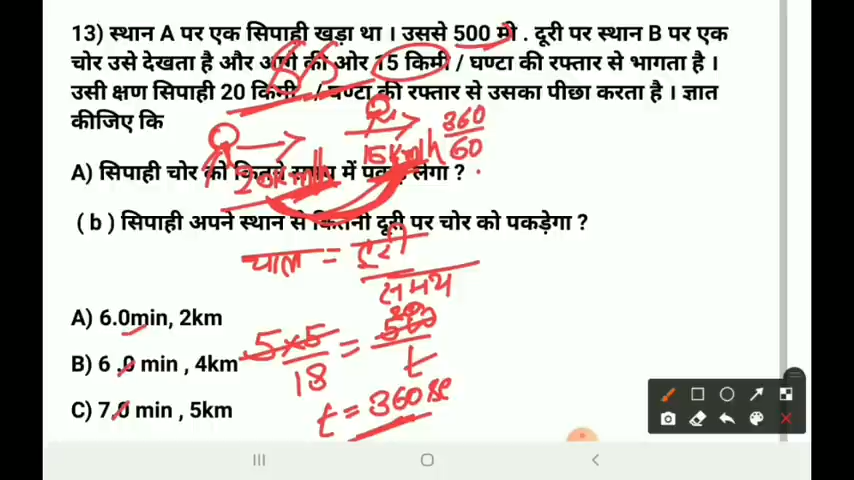 13) स्थान A पर एक सिपाही खड़ा था । उससे 500 मी . दूरी पर स्थान B पर एक
चोर उसे देखता है और आगे की ओर 15 किमी / घण्टा की रफ्तार से भागता है ।
उसी क्षण सिपाही 20 किमी / घण्टा की रफ्तार से उसका पीछा करता है । ज्ञात
कीजिए कि
360
60
15km/h
20km/h
A) सिपाही चोर को कितने समय में पकड़ लेगा ?
( b ) सिपाही अपने स्थान से कितनी दूरी पर चोर को पकड़ेगा ?
चाल = दूरी
समय
A) 6.0min, 2km
5×5 = 500
18 t
B) 6 .0 min , 4km
t = 360 se
C) 7.0 min , 5km